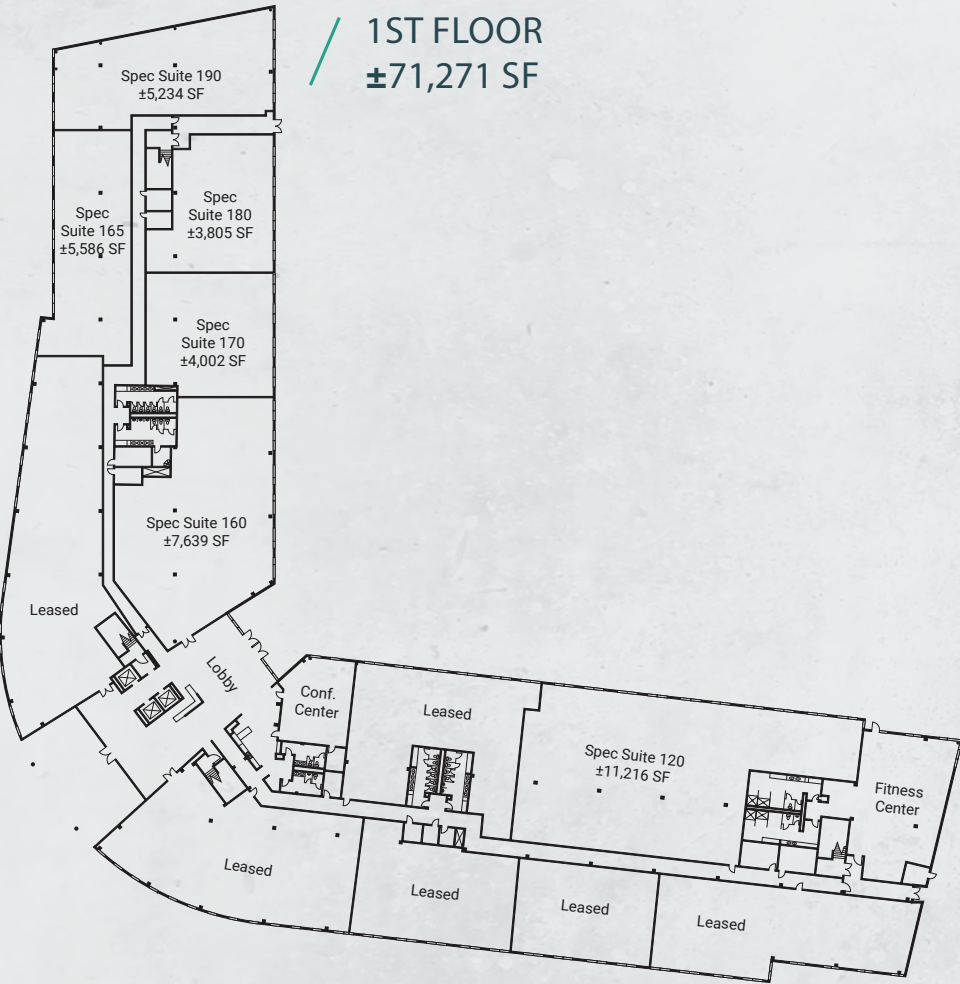 1ST FLOOR
±71,271 SF
Spec Suite 190
±5,234 SF
Spec
Suite 165
±5,586 SF
Spec
Suite 180
±3,805 SF
Spec
Suite 170
±4,002 SF
Spec Suite 160
±7,639 SF
Leased
Lobby
Conf.
Center
Leased
Spec Suite 120
±11,216 SF
Fitness
Center
Leased
Leased
Leased
Leased